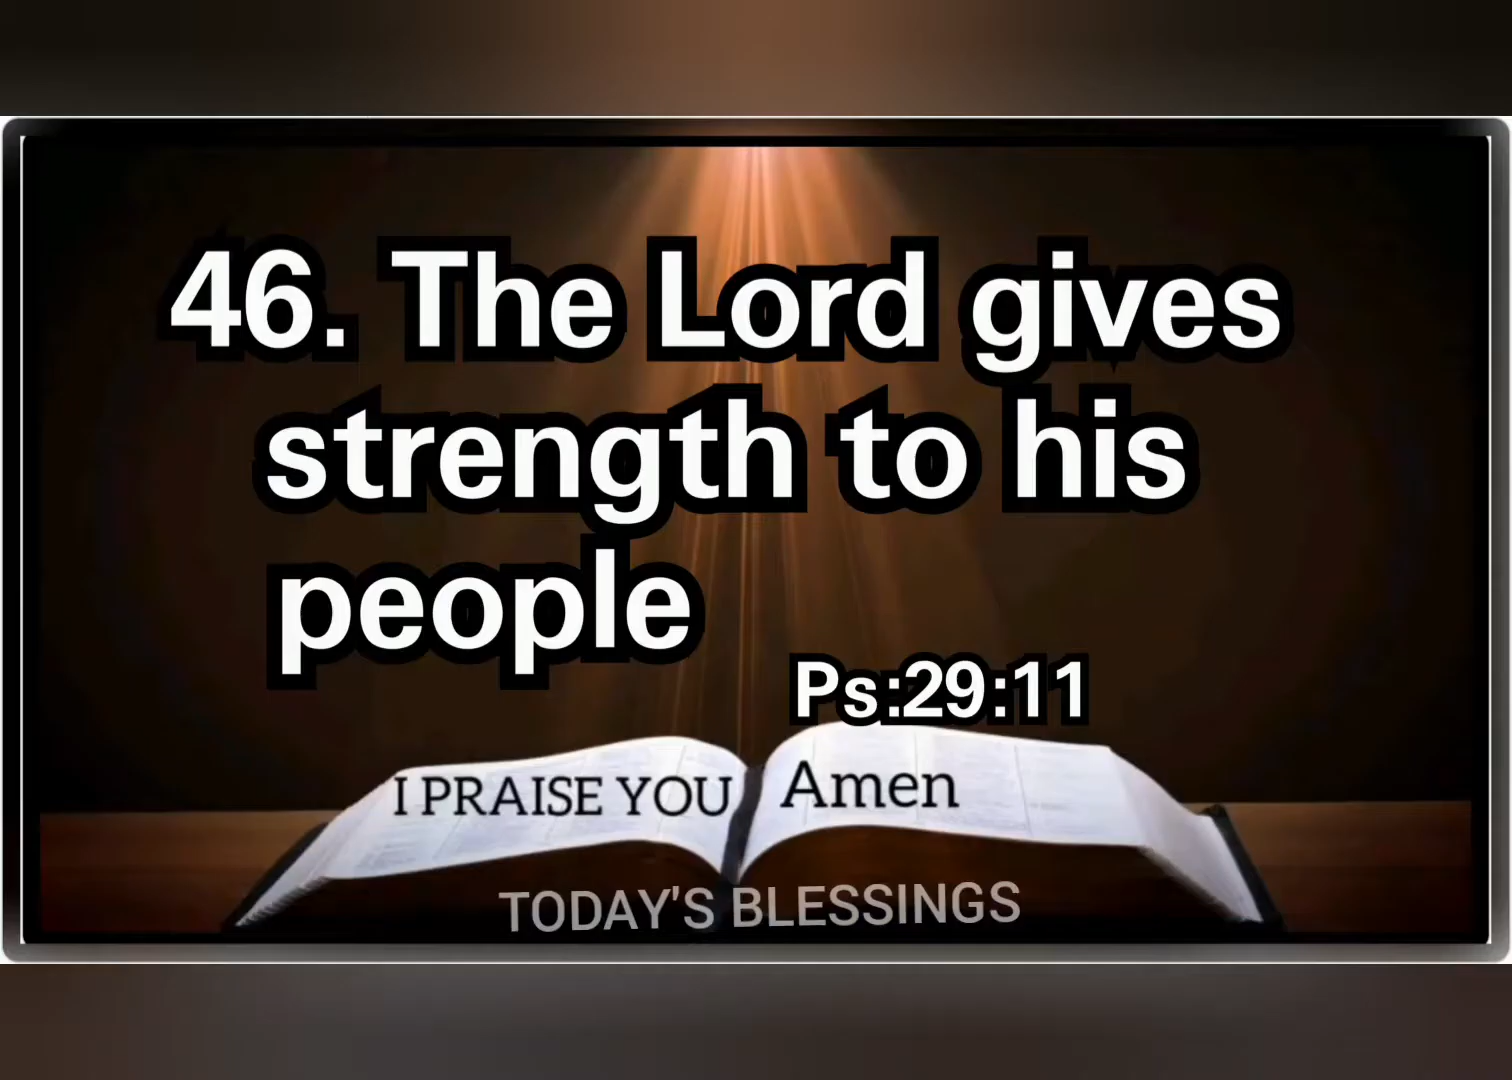 46. The Lord gives
strength to his
people
Ps:29:11
I PRAISE YOU Amen
TODAY'S BLESSINGS